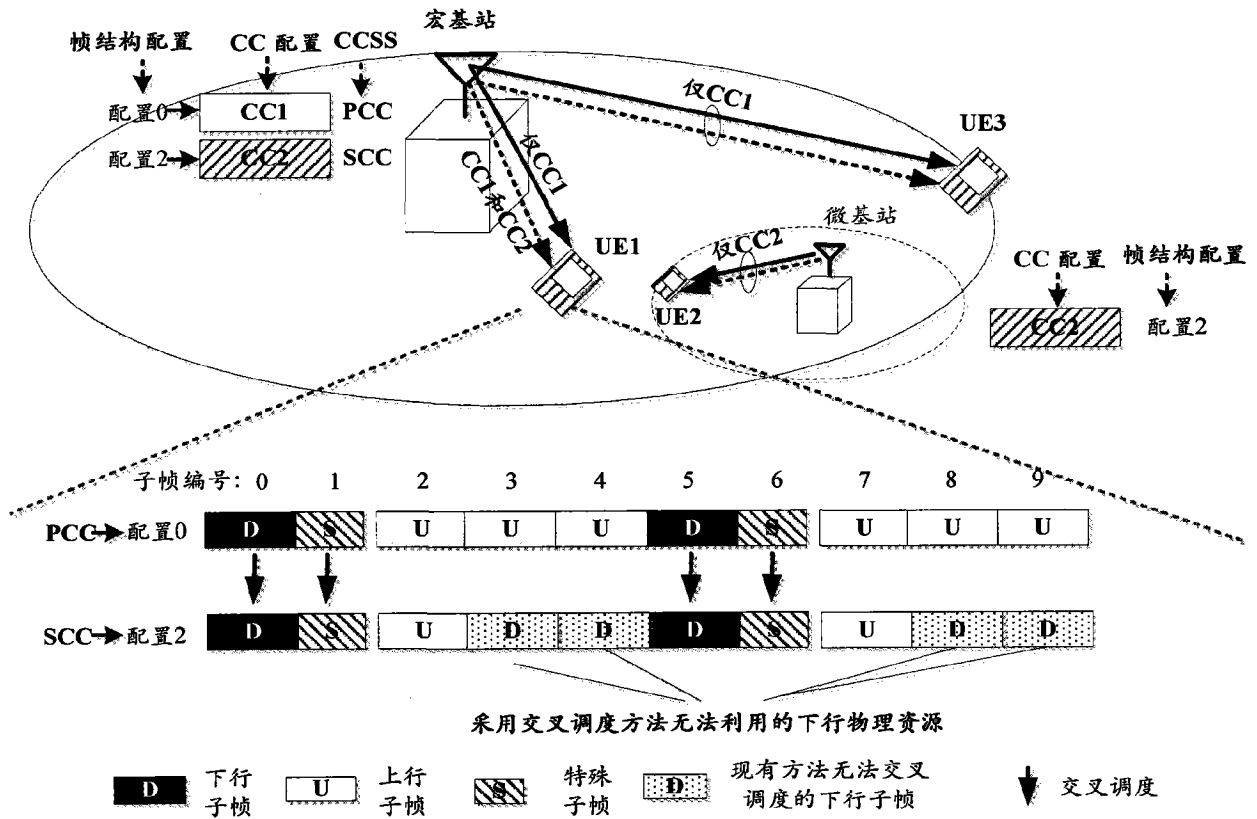 宏基站
帧结构配置 CC 配置 CCSS
配置0 CC1 PCC
配置2 CC2 SCC
仅CC1
仅CC1
CC1和CC2
UE3
UE1
微基站
仅CC2
UE2
CC 配置 帧结构配置
CC2 配置2
子帧编号: 0 1 2 3 4 5 6 7 8 9
PCC 配置0 D S U U U D S U U U
SCC 配置2 D S U D D D S U D D
采用交叉调度方法无法利用的下行物理资源
D 下行 U 上行 S 特殊 D 现有方法无法交叉 交叉调度
子帧 子帧 子帧 调度的下行子帧